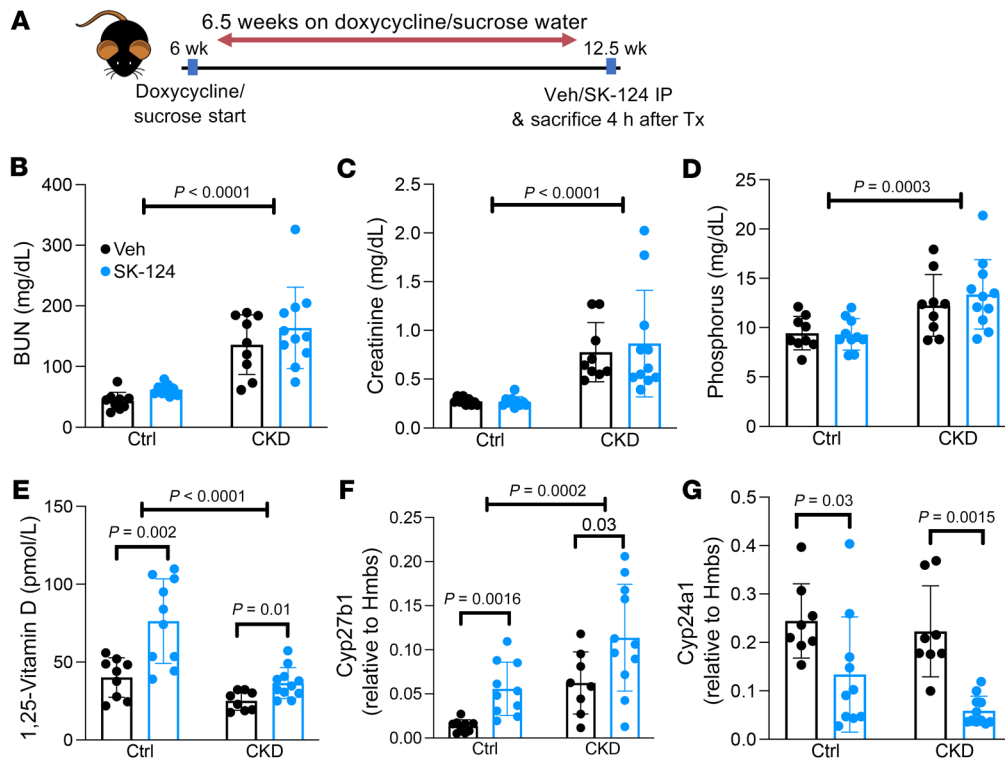 A
6.5 weeks on doxycycline/sucrose water
6 wk
12.5 wk
Doxycycline/
sucrose start
Veh/SK-124 IP
& sacrifice 4 h after Tx
B
BUN (mg/dL)
400
300
200
100
0
P < 0.0001
Veh
SK-124
Ctrl
CKD
C
Creatinine (mg/dL)
2.5
2.0
1.5
1.0
0.5
0.0
P < 0.0001
Ctrl
CKD
D
Phosphorus (mg/dL)
25
20
15
10
5
0
P = 0.0003
Ctrl
CKD
E
1,25-Vitamin D (pmol/L)
150
100
50
0
P < 0.0001
P = 0.002
P = 0.01
Ctrl
CKD
F
Cyp27b1
(relative to Hmbs)
0.25
0.20
0.15
0.10
0.05
0.00
P = 0.0002
0.03
P = 0.0016
Ctrl
CKD
G
Cyp24a1
(relative to Hmbs)
0.5
0.4
0.3
0.2
0.1
0.0
P = 0.03
P = 0.0015
Ctrl
CKD